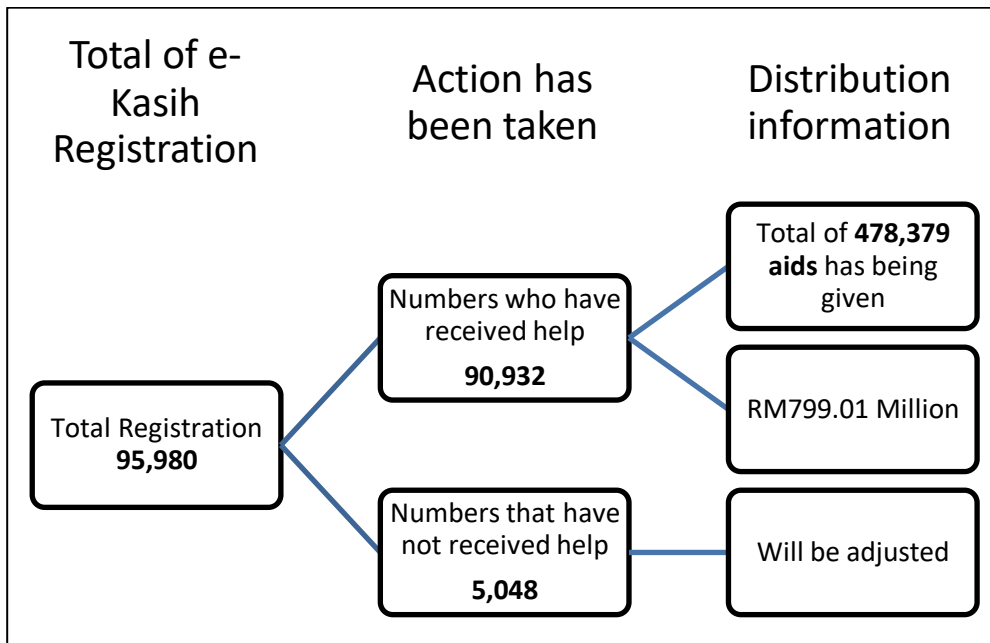 Total of e-
Kasih
Registration
Action has
been taken
Distribution
information
Total Registration
95,980
Numbers who have
received help
90,932
Numbers that have
not received help
5,048
Total of 478,379
aids has being
given
RM799.01 Million
Will be adjusted